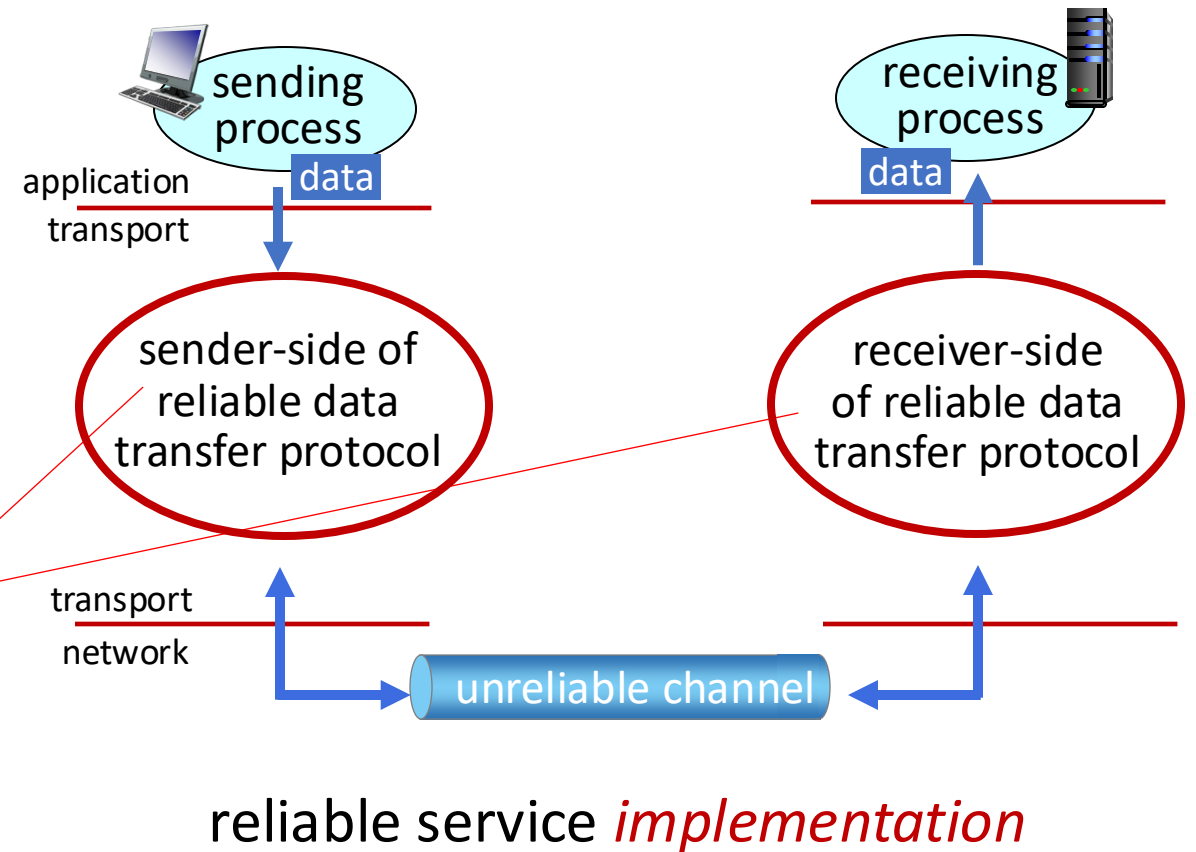 sending
process
data
application
transport
sender-side of
reliable data
transfer protocol
transport
network
receiving
process
data
receiver-side
of reliable data
transfer protocol
unreliable channel
reliable service implementation